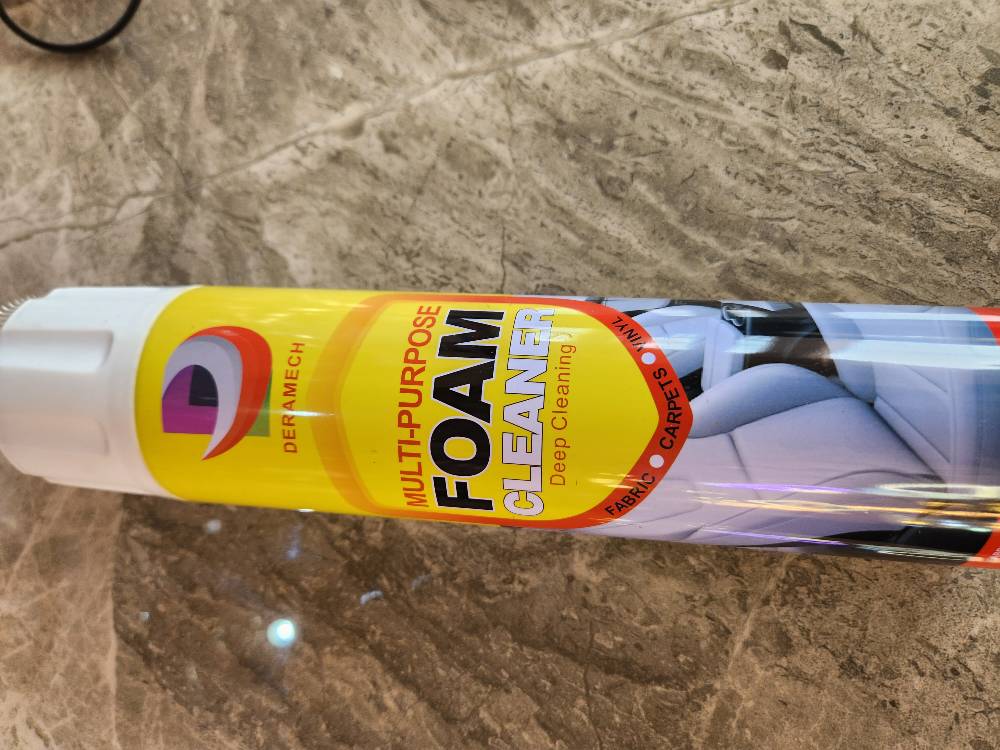 DERAMECH
MULTI-PURPOSE
FOAM
CLEANER
Deep Cleaning
FABRIC • CARPETS • VINYL